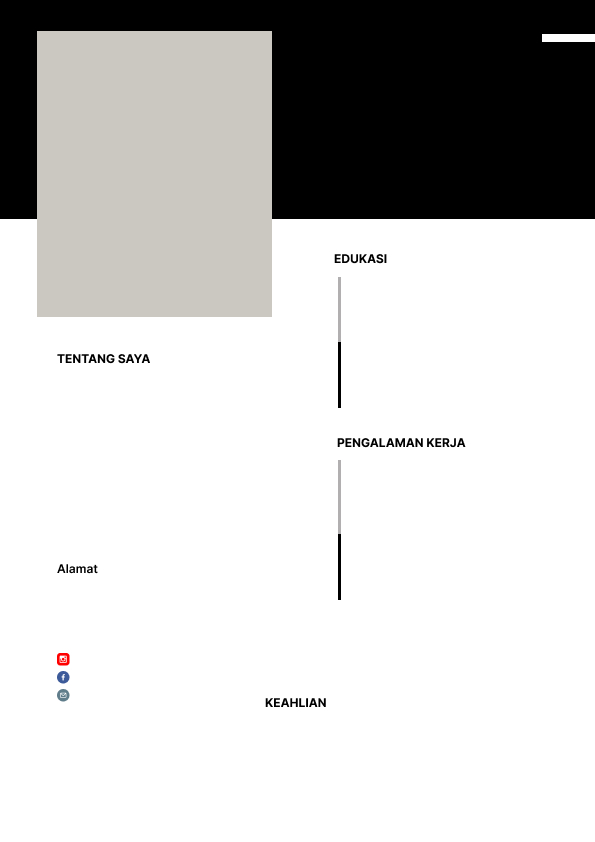 EDUKASI
TENTANG SAYA
PENGALAMAN KERJA
Alamat
KEAHLIAN